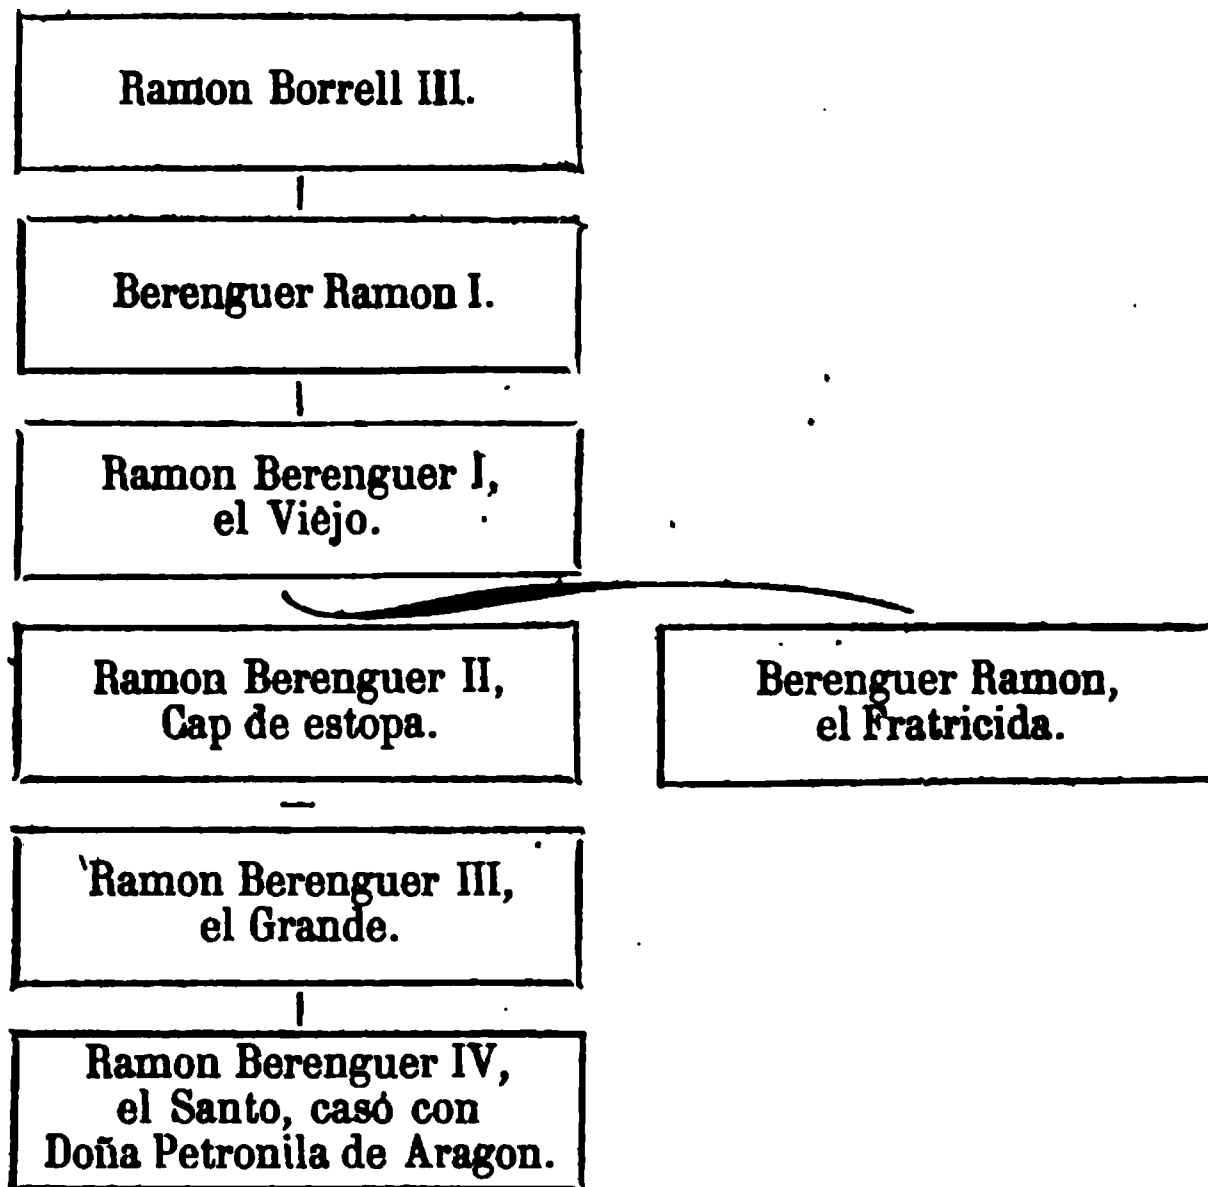 Ramon Borrell III.
Berenguer Ramon I.
Ramon Berenguer I,
el Viejo.
Ramon Berenguer II,
Cap de estopa.
Berenguer Ramon,
el Fratricida.
Ramon Berenguer III,
el Grande.
Ramon Berenguer IV,
el Santo, casó con
Doña Petronila de Aragon.